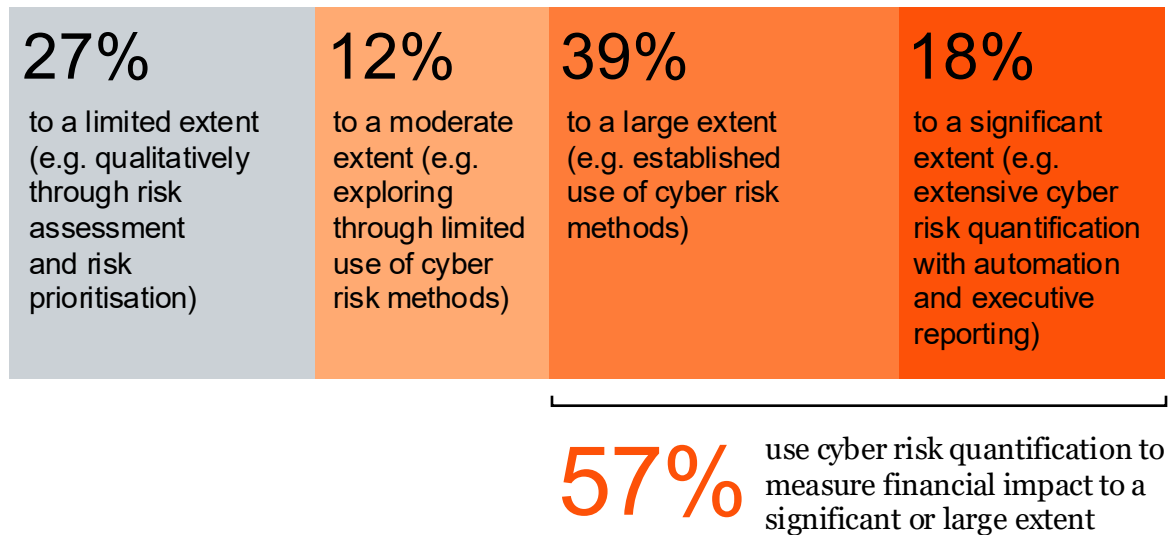 27%
to a limited extent
(e.g. qualitatively
through risk
assessment
and risk
prioritisation)
12%
to a moderate
extent (e.g.
exploring
through limited
use of cyber
risk methods)
39%
to a large extent
(e.g. established
use of cyber risk
methods)
18%
to a significant
extent (e.g.
extensive cyber
risk quantification
with automation
and executive
reporting)
57%
use cyber risk quantification to
measure financial impact to a
significant or large extent